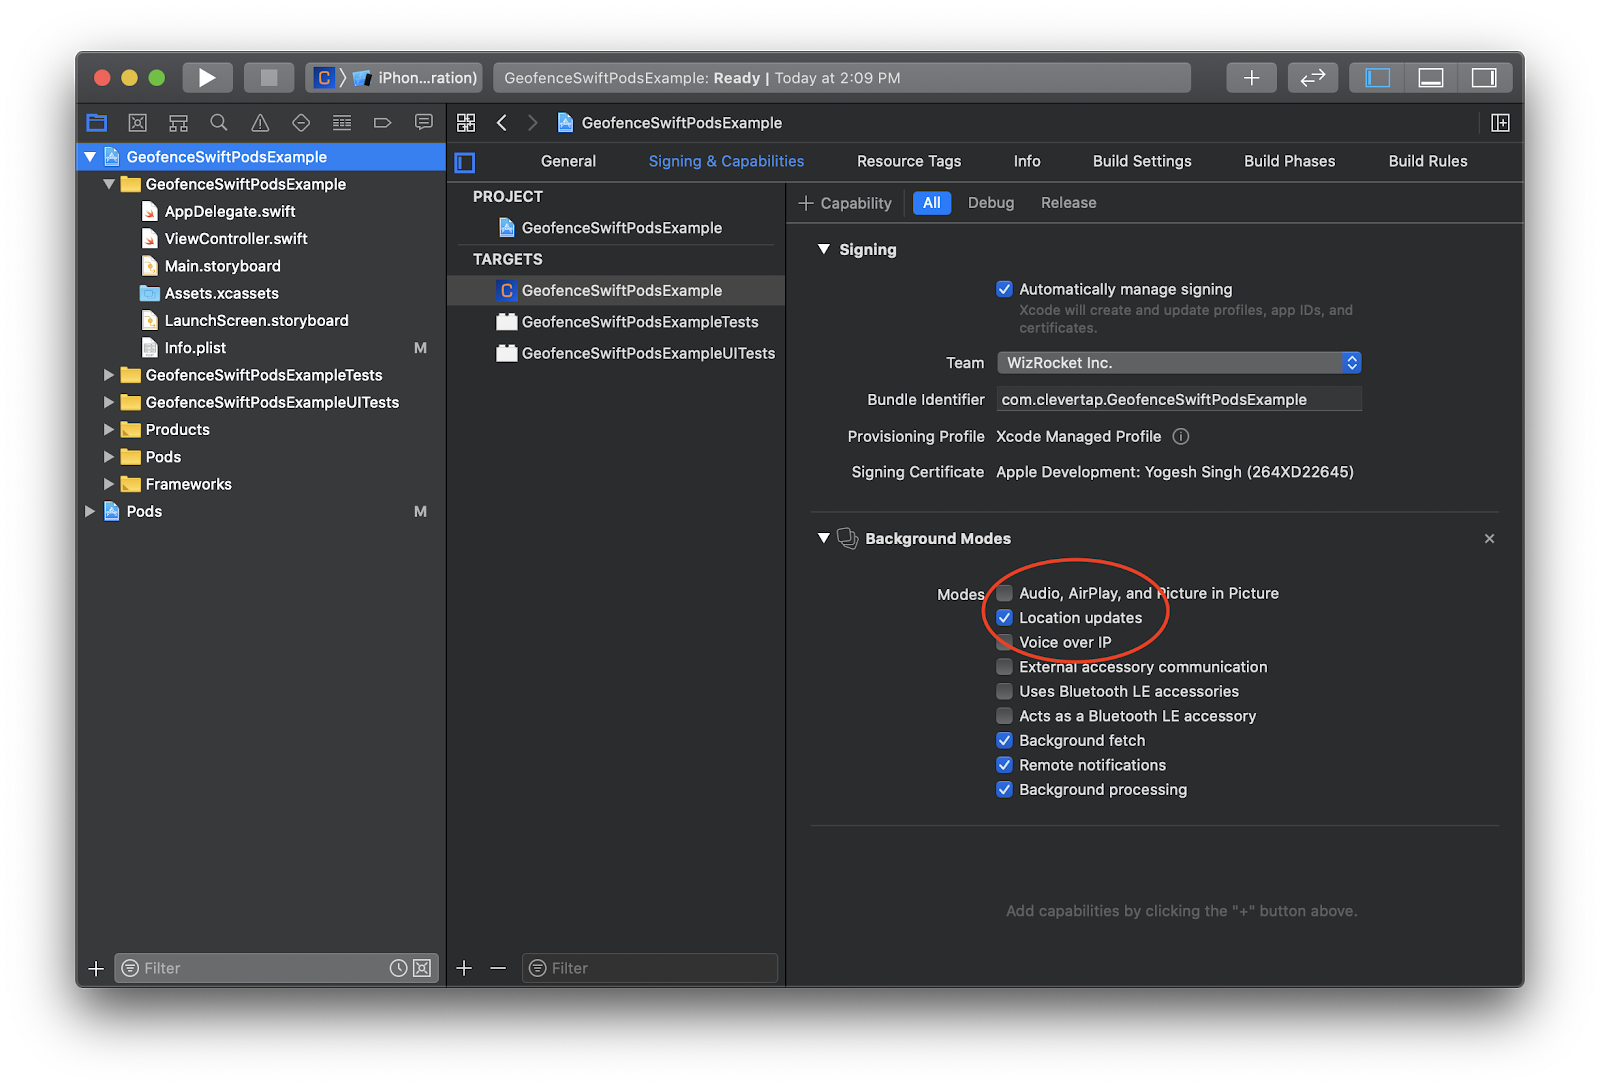 C iPhon...ration)
GeofenceSwiftPodsExample: Ready | Today at 2:09 PM
GeofenceSwiftPodsExample
GeofenceSwiftPodsExample
AppDelegate.swift
ViewController.swift
Main.storyboard
Assets.xcassets
LaunchScreen.storyboard
Info.plist M
GeofenceSwiftPodsExampleTests
GeofenceSwiftPodsExampleUITests
Products
Pods
Frameworks
Pods M
Filter
GeofenceSwiftPodsExample
General Signing & Capabilities Resource Tags Info Build Settings Build Phases Build Rules
PROJECT
GeofenceSwiftPodsExample
TARGETS
C GeofenceSwiftPodsExample
GeofenceSwiftPodsExampleTests
GeofenceSwiftPodsExampleUITests
Filter
+ Capability All Debug Release
Signing
Automatically manage signing
Xcode will create and update profiles, app IDs, and
certificates.
Team WizRocket Inc.
Bundle Identifier com.clevertap.GeofenceSwiftPodsExample
Provisioning Profile Xcode Managed Profile
Signing Certificate Apple Development: Yogesh Singh (264XD22645)
Background Modes
Modes Audio, AirPlay, and Picture in Picture
Location updates
Voice over IP
External accessory communication
Uses Bluetooth LE accessories
Acts as a Bluetooth LE accessory
Background fetch
Remote notifications
Background processing
Add capabilities by clicking the "+" button above.